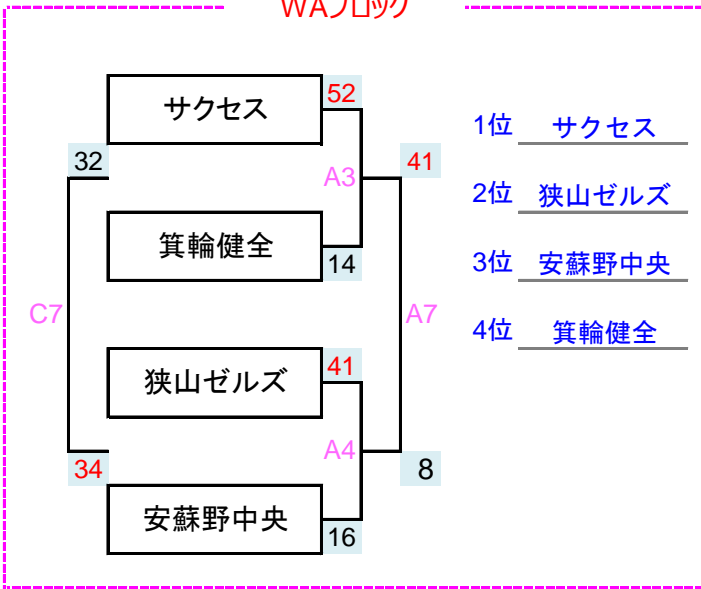 WAブロック
サクセス
52
32
A3
41
箕輪健全
14
C7
A7
狭山ゼルズ
41
A4
34
8
安蘇野中央
16
1位 サクセス
2位 狭山ゼルズ
3位 安蘇野中央
4位 箕輪健全